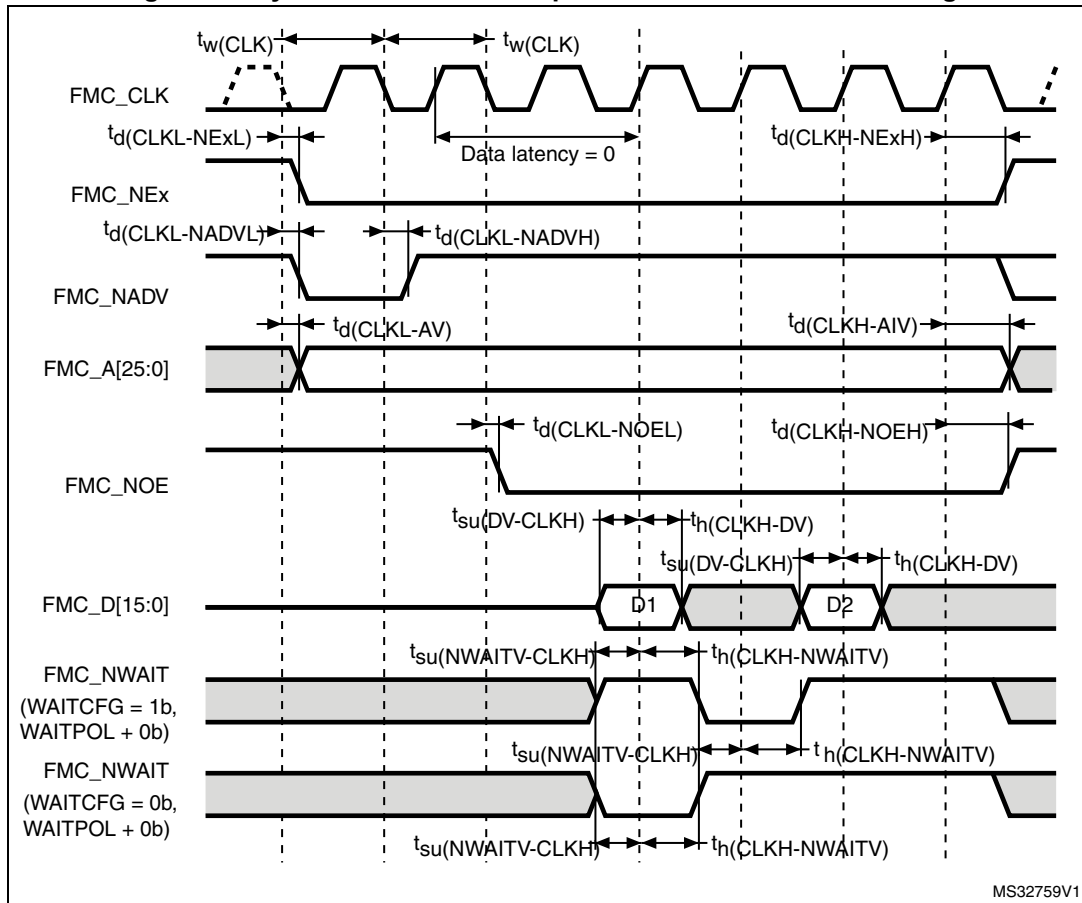 tw(CLK) tw(CLK)
FMC_CLK
td(CLKL-NExL) Data latency = 0 td(CLKH-NExH)
FMC_NEx
td(CLKL-NADVL) td(CLKL-NADVH)
FMC_NADV
td(CLKL-AV) td(CLKH-AIV)
FMC_A[25:0]
td(CLKL-NOEL) td(CLKH-NOEH)
FMC_NOE
tsu(DV-CLKH) th(CLKH-DV)
tsu(DV-CLKH) th(CLKH-DV)
FMC_D[15:0] D1 D2
tsu(NWAITV-CLKH) th(CLKH-NWAITV)
FMC_NWAIT
(WAITCFG = 1b,
WAITPOL + 0b)
tsu(NWAITV-CLKH) t h(CLKH-NWAITV)
FMC_NWAIT
(WAITCFG = 0b,
WAITPOL + 0b)
tsu(NWAITV-CLKH) th(CLKH-NWAITV)
MS32759V1